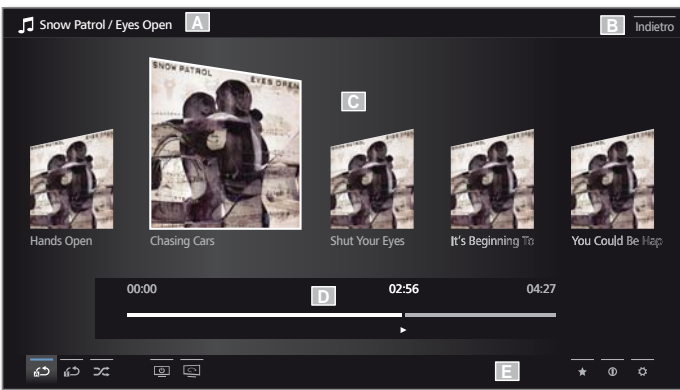 Snow Patrol / Eyes Open A B Indietro
SNOW PATROL EYES OPEN
C
Hands Open Chasing Cars Shut Your Eyes It's Beginning To You Could Be Hap
00:00 D 02:56 04:27
E